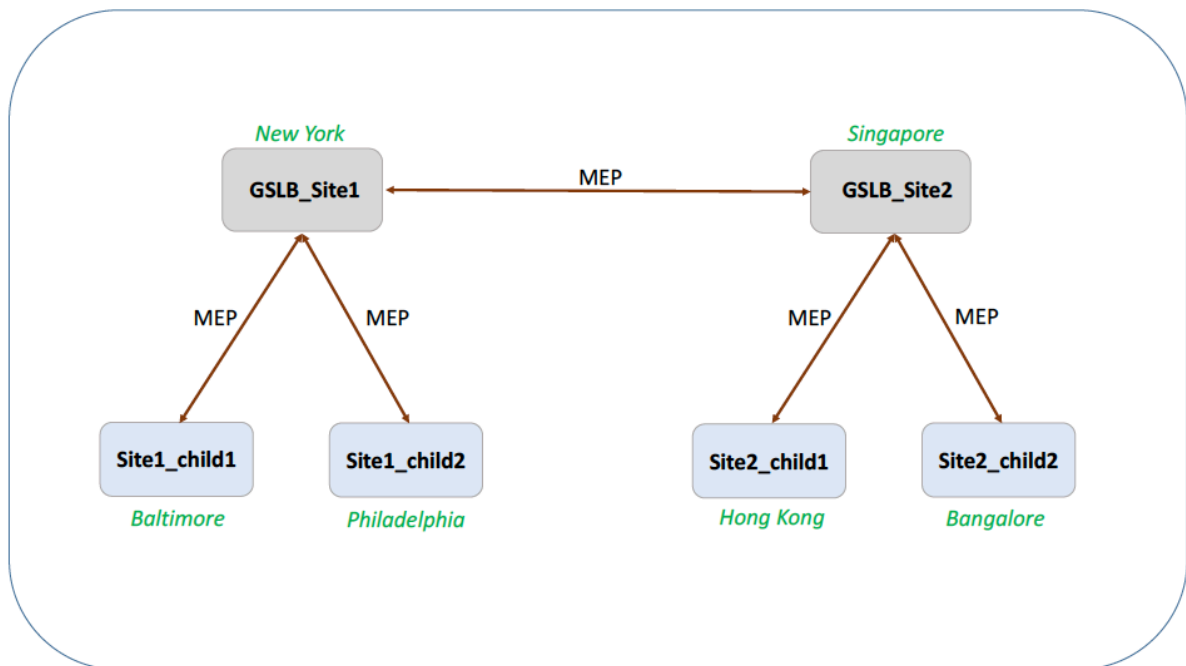 New York
Singapore
GSLB_Site1
MEP
GSLB_Site2
MEP
MEP
MEP
MEP
Site1_child1
Site1_child2
Site2_child1
Site2_child2
Baltimore
Philadelphia
Hong Kong
Bangalore